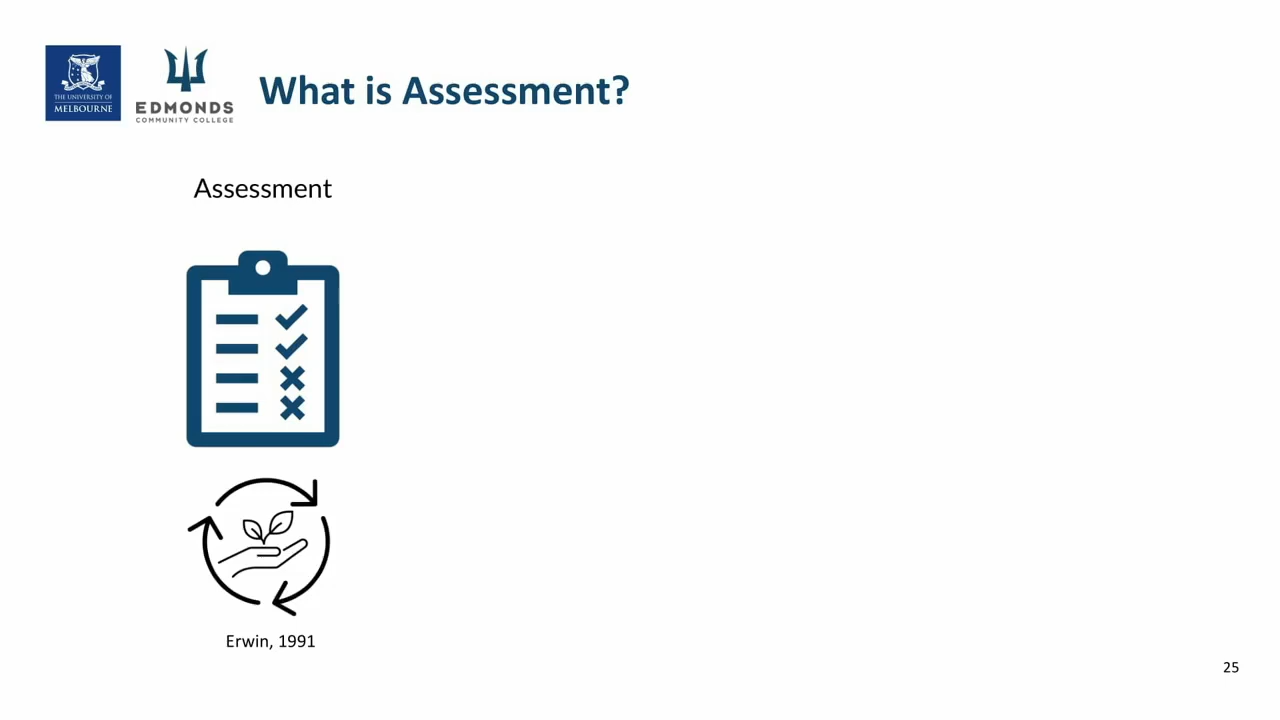 THE UNIVERSITY OF
MELBOURNE
EDMONDS
COMMUNITY COLLEGE
What is Assessment?
Assessment
Erwin, 1991
25